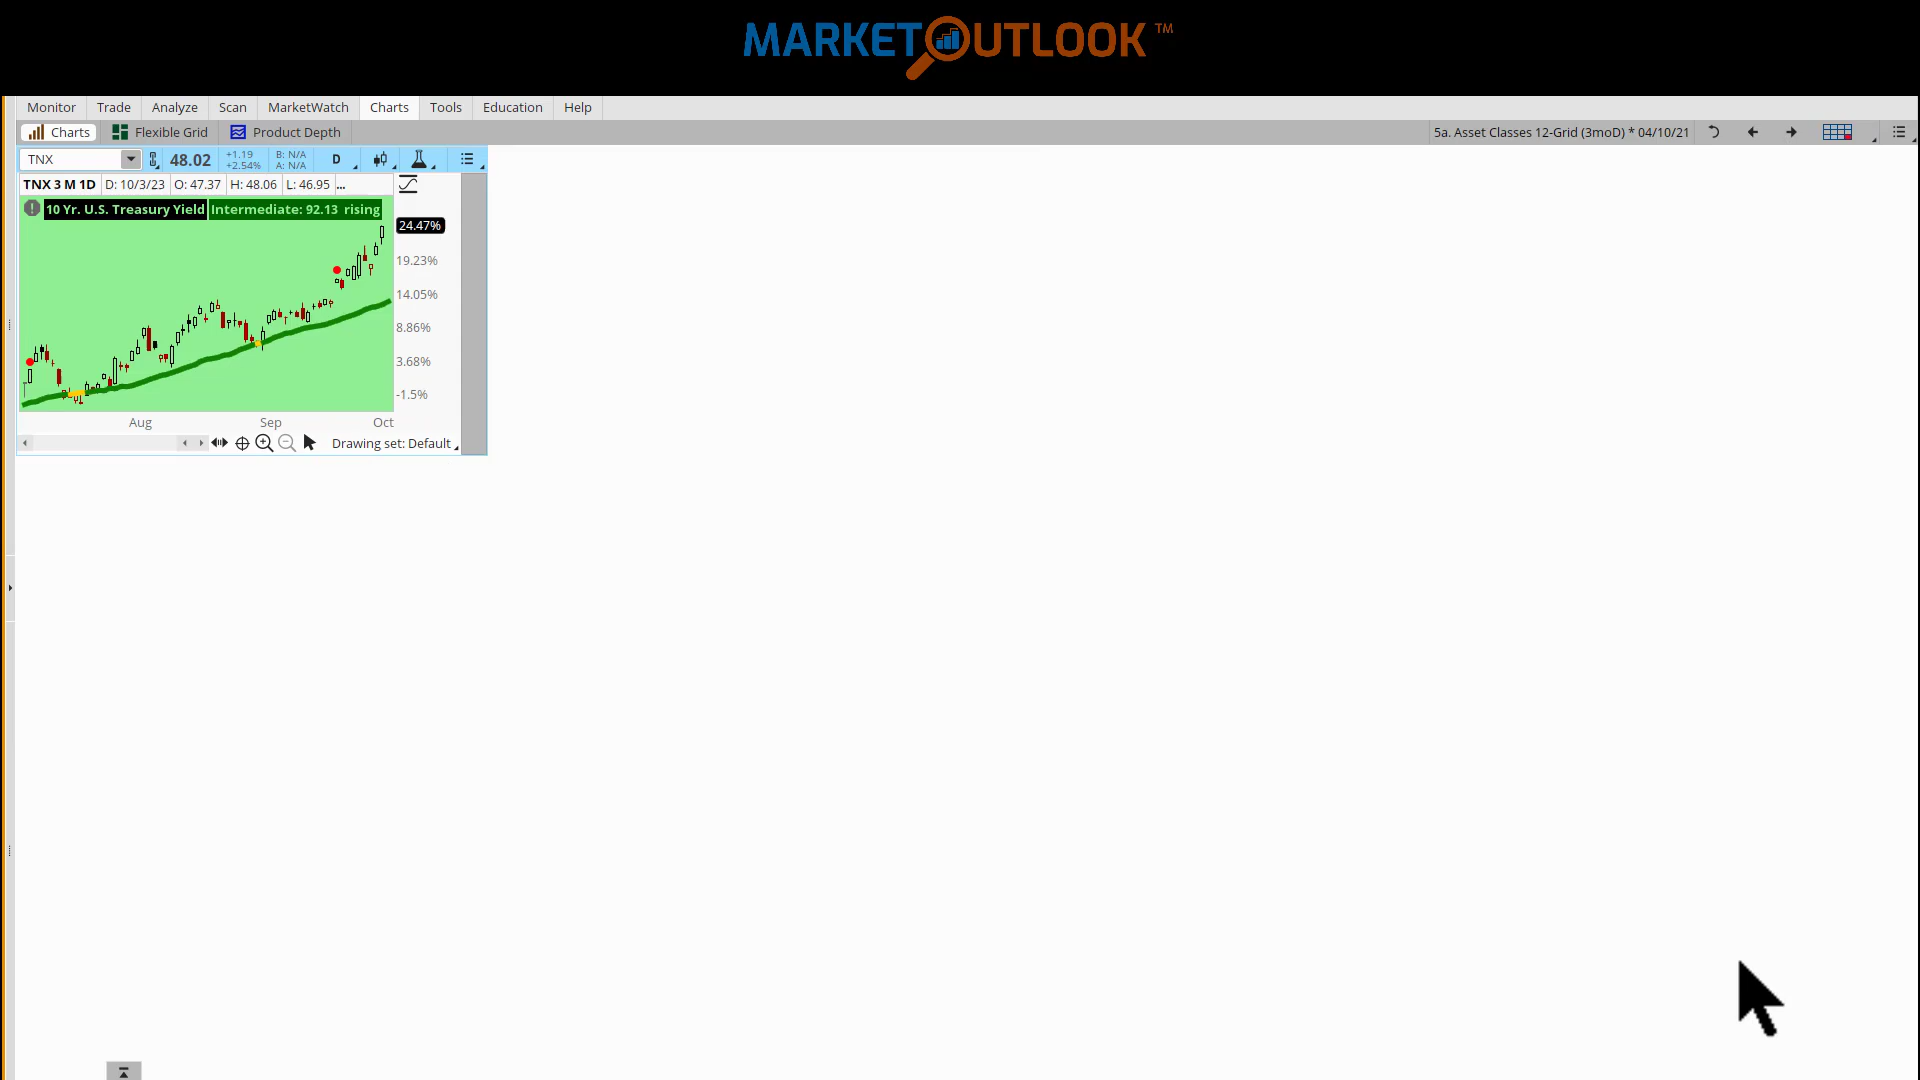 MARKET OUTLOOK™
Monitor Trade Analyze Scan MarketWatch Charts Tools Education Help
Charts Flexible Grid Product Depth 5a. Asset Classes 12-Grid (3moD) * 04/10/21
TNX 48.02 +1.19 B: N/A D
+2.54% A: N/A
TNX 3 M 1D D: 10/3/23 O: 47.37 H: 48.06 L: 46.95 ...
10 Yr. U.S. Treasury Yield Intermediate: 92.13 rising
24.47%
19.23%
14.05%
8.86%
3.68%
-1.5%
Aug Sep Oct
Drawing set: Default